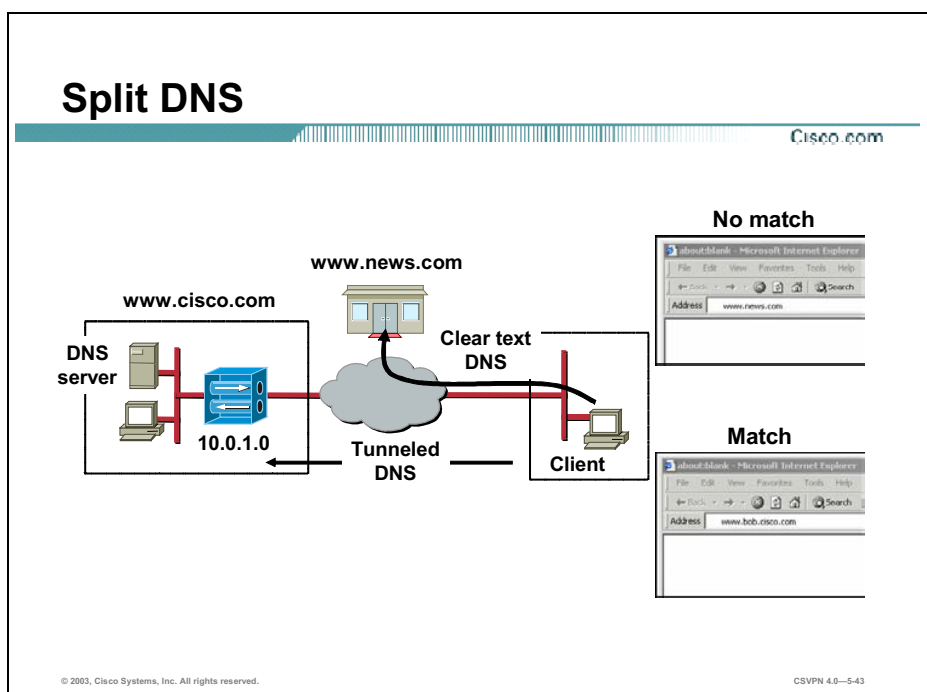 Split DNS
Cisco.com
No match
about:blank - Microsoft Internet Explorer
File Edit View Favorites Tools Help
Back Search
Address www.news.com
www.news.com
www.cisco.com
DNS
server
Clear text
DNS
10.0.1.0
Tunneled
DNS
Client
Match
about:blank - Microsoft Internet Explorer
File Edit View Favorites Tools Help
Back Search
Address www.bob.cisco.com
© 2003, Cisco Systems, Inc. All rights reserved.
CSVPN 4.0—5-43